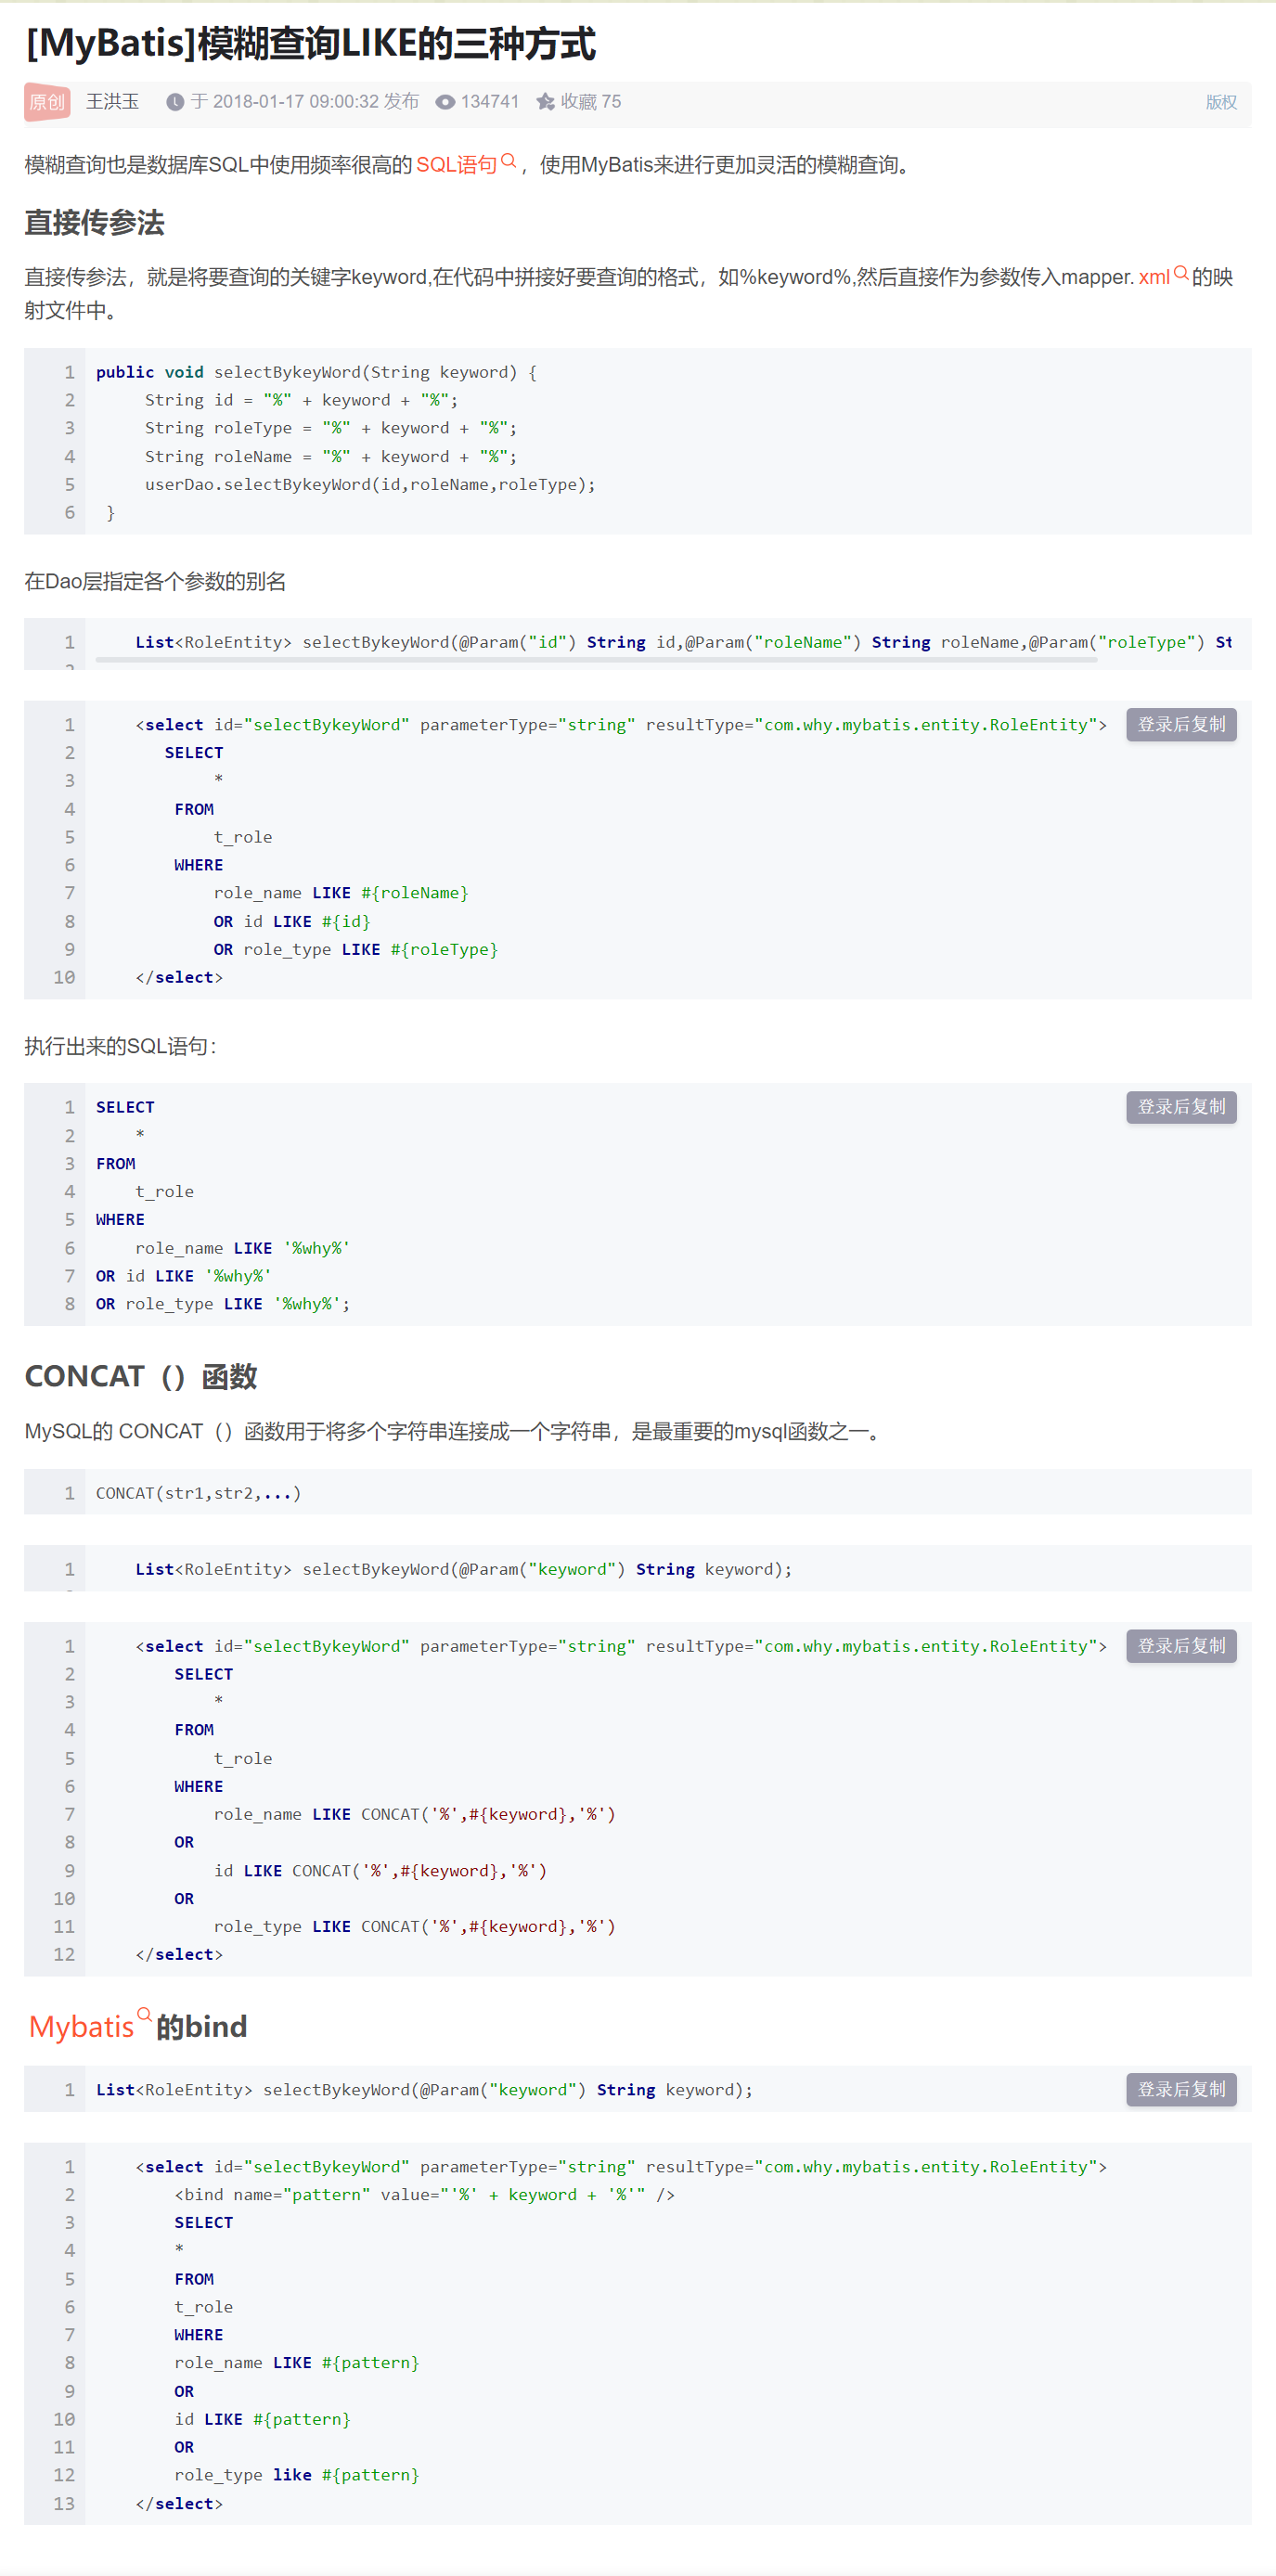 [MyBatis]模糊查询LIKE的三种方式
原创 王洪玉 于 2018-01-17 09:00:32 发布 134741 收藏 75 版权
模糊查询也是数据库SQL中使用频率很高的SQL语句，使用MyBatis来进行更加灵活的模糊查询。
直接传参法
直接传参法，就是将要查询的关键字keyword,在代码中拼接好要查询的格式，如%keyword%,然后直接作为参数传入mapper.xml的映
射文件中。
1 public void selectBykeyWord(String keyword) {
2      String id = "%" + keyword + "%";
3      String roleType = "%" + keyword + "%";
4      String roleName = "%" + keyword + "%";
5      userDao.selectBykeyWord(id,roleName,roleType);
6  }
在Dao层指定各个参数的别名
1     List<RoleEntity> selectBykeyWord(@Param("id") String id,@Param("roleName") String roleName,@Param("roleType") St
1     <select id="selectBykeyWord" parameterType="string" resultType="com.why.mybatis.entity.RoleEntity"> 登录后复制
2        SELECT
3             *
4         FROM
5             t_role
6         WHERE
7             role_name LIKE #{roleName}
8             OR id LIKE #{id}
9             OR role_type LIKE #{roleType}
10     </select>
执行出来的SQL语句：
1 SELECT 登录后复制
2     *
3 FROM
4     t_role
5 WHERE
6     role_name LIKE '%why%'
7 OR id LIKE '%why%'
8 OR role_type LIKE '%why%';
CONCAT（）函数
MySQL的 CONCAT（）函数用于将多个字符串连接成一个字符串，是最重要的mysql函数之一。
1 CONCAT(str1,str2,...)
1     List<RoleEntity> selectBykeyWord(@Param("keyword") String keyword);
1     <select id="selectBykeyWord" parameterType="string" resultType="com.why.mybatis.entity.RoleEntity"> 登录后复制
2         SELECT
3             *
4         FROM
5             t_role
6         WHERE
7             role_name LIKE CONCAT('%',#{keyword},'%')
8         OR
9             id LIKE CONCAT('%',#{keyword},'%')
10         OR
11             role_type LIKE CONCAT('%',#{keyword},'%')
12     </select>
Mybatis的bind
1 List<RoleEntity> selectBykeyWord(@Param("keyword") String keyword); 登录后复制
1     <select id="selectBykeyWord" parameterType="string" resultType="com.why.mybatis.entity.RoleEntity">
2         <bind name="pattern" value="'%' + keyword + '%'" />
3         SELECT
4         *
5         FROM
6         t_role
7         WHERE
8         role_name LIKE #{pattern}
9         OR
10         id LIKE #{pattern}
11         OR
12         role_type like #{pattern}
13     </select>